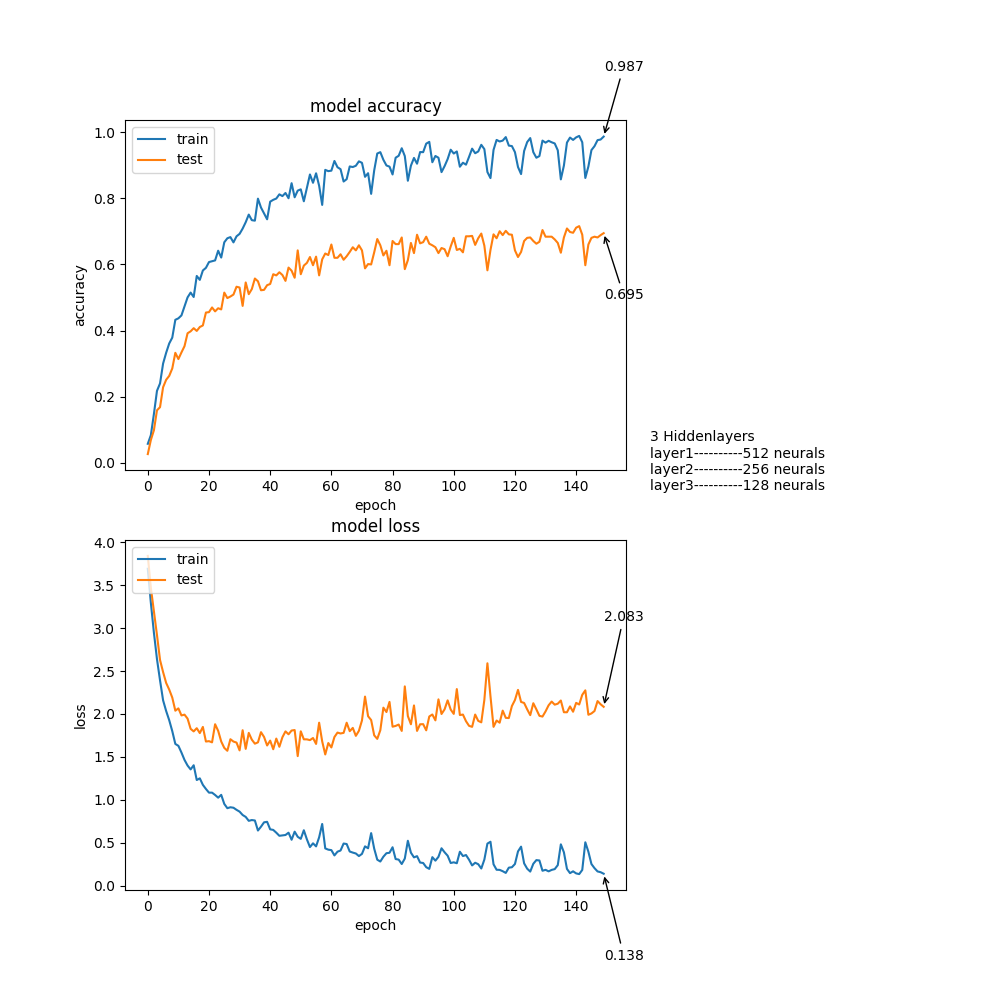 0.987
model accuracy
train
test
1.0
0.8
0.6
0.4
0.2
0.0
accuracy
0.695
0 20 40 60 80 100 120 140
epoch
3 Hiddenlayers
layer1----------512 neurals
layer2----------256 neurals
layer3----------128 neurals
model loss
train
test
4.0
3.5
3.0
2.5
2.0
1.5
1.0
0.5
0.0
loss
2.083
0 20 40 60 80 100 120 140
epoch
0.138